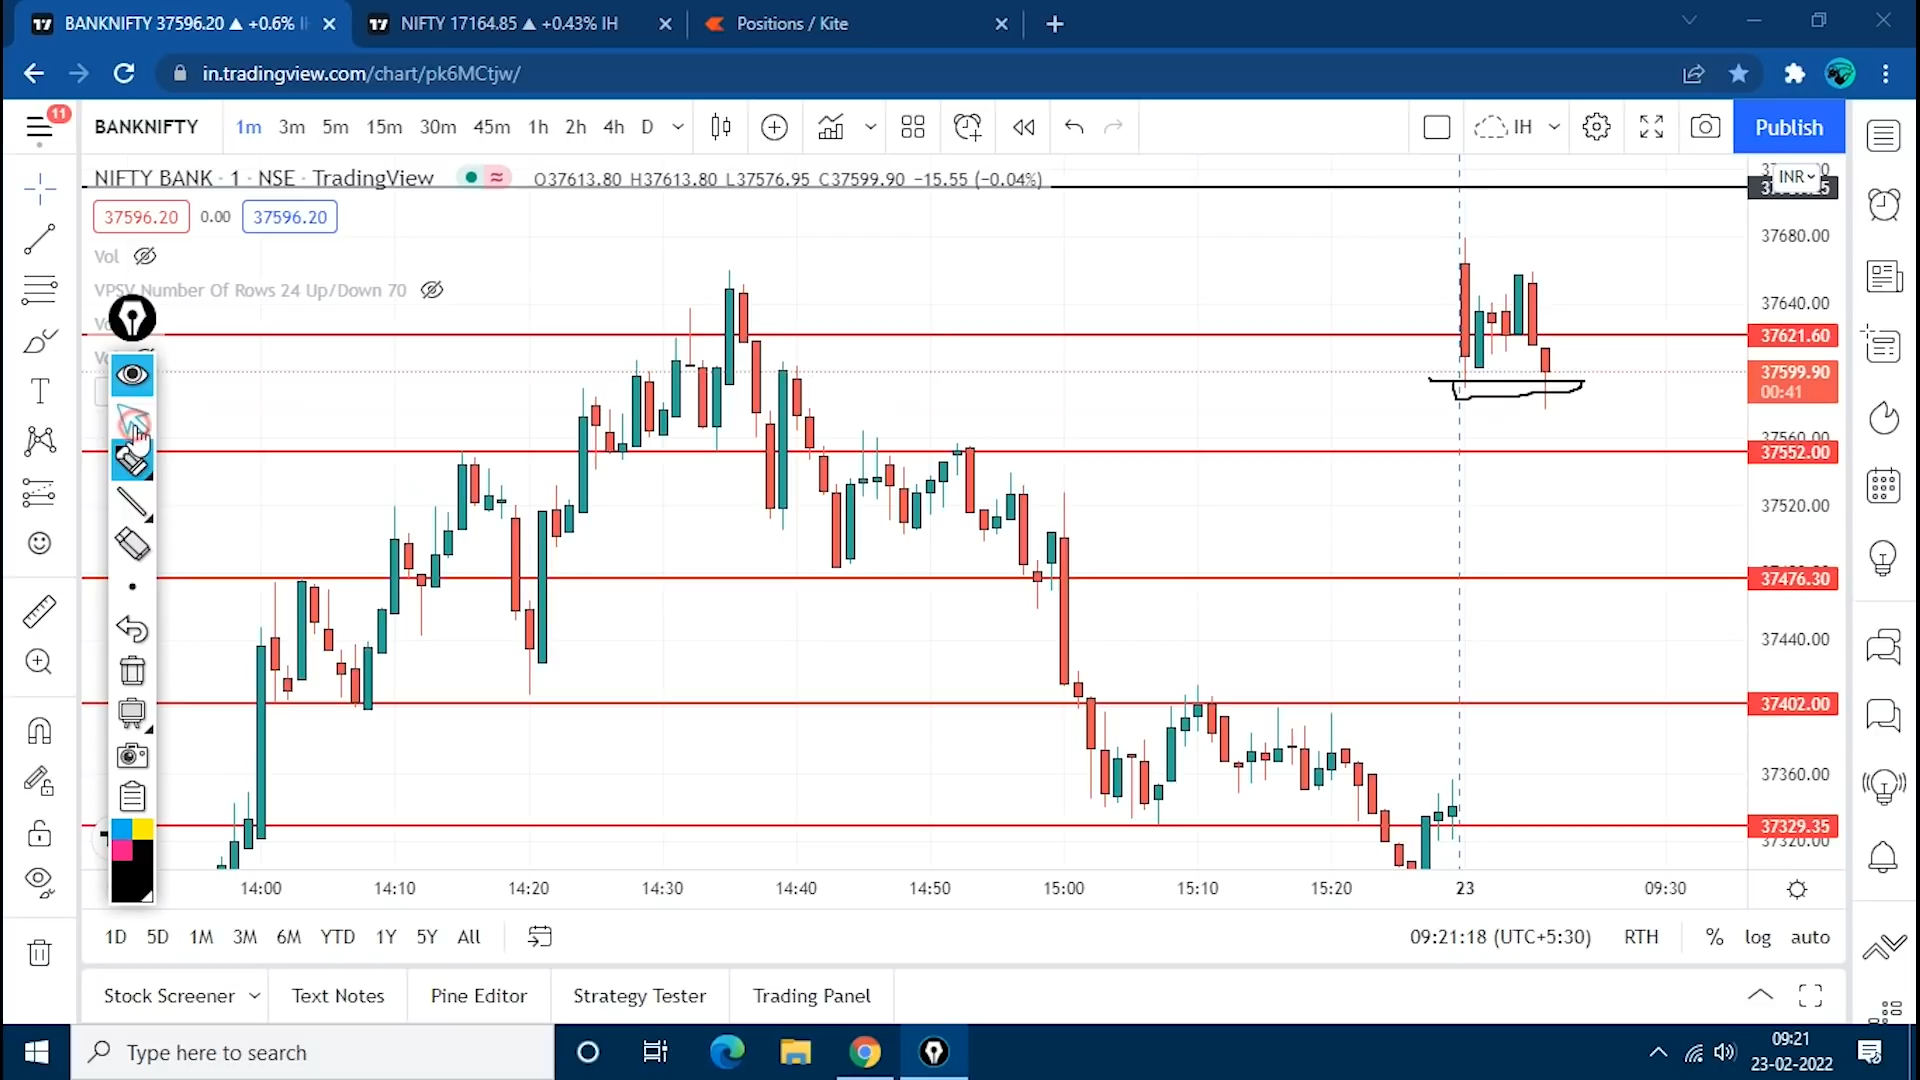 BANKNIFTY 37596.20 ▲ +0.6%
NIFTY 17164.85 ▲ +0.43% IH
Positions / Kite
in.tradingview.com/chart/pk6MCtjw/
11
BANKNIFTY
1m 3m 5m 15m 30m 45m 1h 2h 4h D
IH
Publish
NIFTY BANK · 1 · NSE · TradingView
O37613.80 H37613.80 L37576.95 C37599.90 −15.55 (−0.04%)
INR
37596.20 0.00 37596.20
Vol
VPSV Number Of Rows 24 Up/Down 70
37680.00
37640.00
37621.60
37599.90
00:41
37560.00
37552.00
37520.00
37476.30
37440.00
37402.00
37360.00
37329.35
37320.00
14:00 14:10 14:20 14:30 14:40 14:50 15:00 15:10 15:20 23 09:30
1D 5D 1M 3M 6M YTD 1Y 5Y All
09:21:18 (UTC+5:30) RTH % log auto
Stock Screener Text Notes Pine Editor Strategy Tester Trading Panel
Type here to search
09:21
23-02-2022